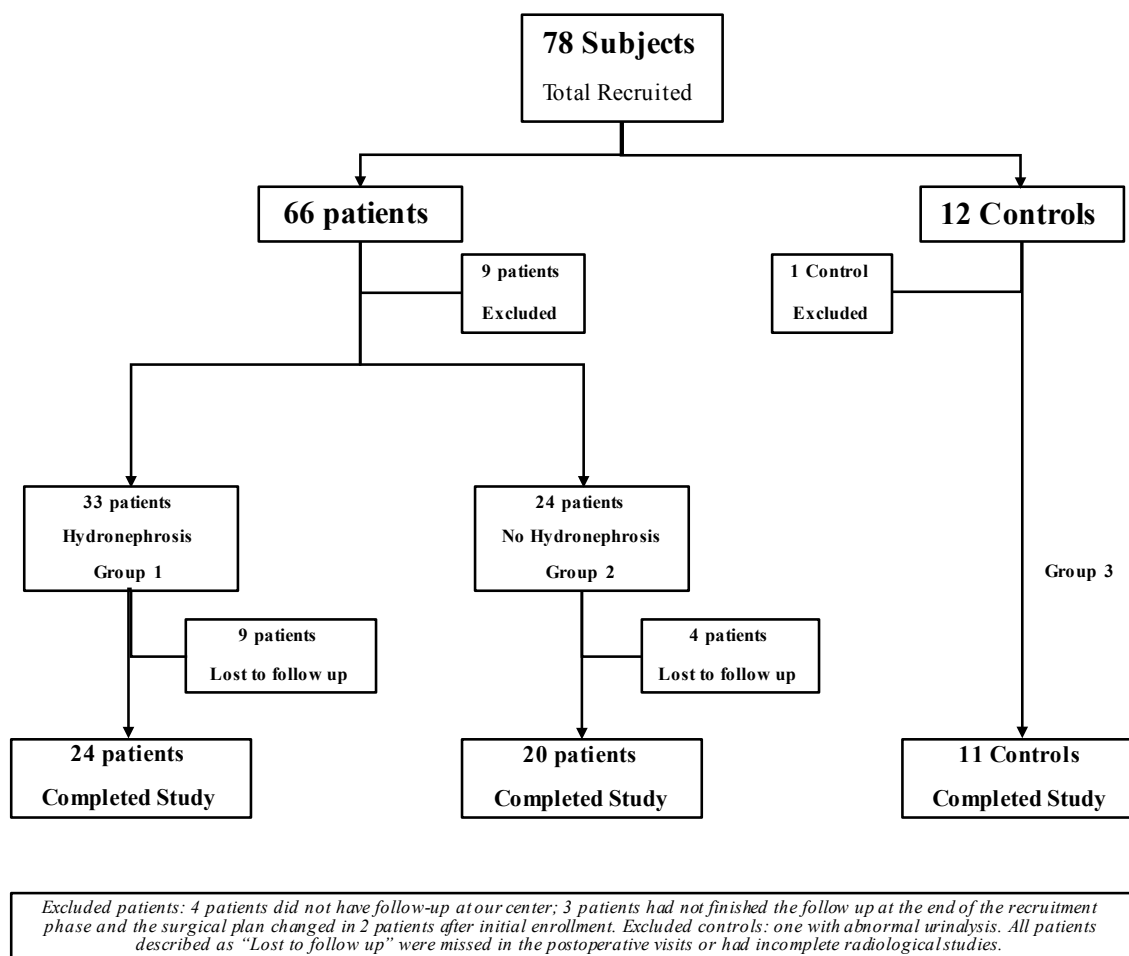 78 Subjects
Total Recruited
66 patients
12 Controls
9 patients
Excluded
1 Control
Excluded
33 patients
Hydronephrosis
Group 1
24 patients
No Hydronephrosis
Group 2
Group 3
9 patients
Lost to follow up
4 patients
Lost to follow up
24 patients
Completed Study
20 patients
Completed Study
11 Controls
Completed Study
Excluded patients: 4 patients did not have follow-up at our center; 3 patients had not finished the follow up at the end of the recruitment
phase and the surgical plan changed in 2 patients after initial enrollment. Excluded controls: one with abnormal urinalysis. All patients
described as “Lost to follow up” were missed in the postoperative visits or had incomplete radiological studies.